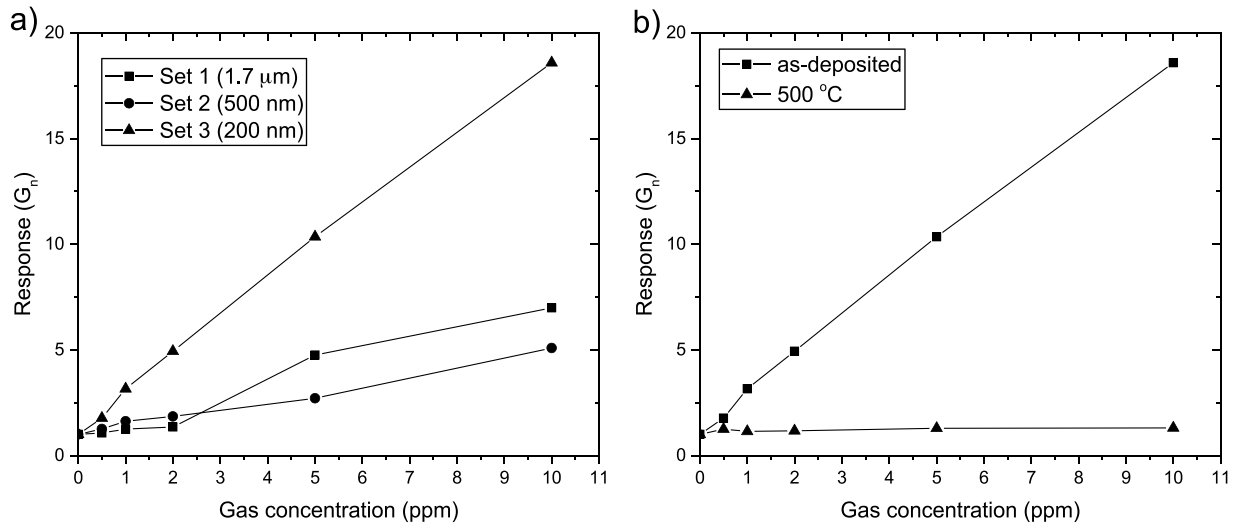 a)
Set 1 (1.7 μm)
Set 2 (500 nm)
Set 3 (200 nm)
Response (Gn)
20
15
10
5
0
0 1 2 3 4 5 6 7 8 9 10 11
Gas concentration (ppm)
b)
as-deposited
500 °C
Response (Gn)
20
15
10
5
0
0 1 2 3 4 5 6 7 8 9 10 11
Gas concentration (ppm)